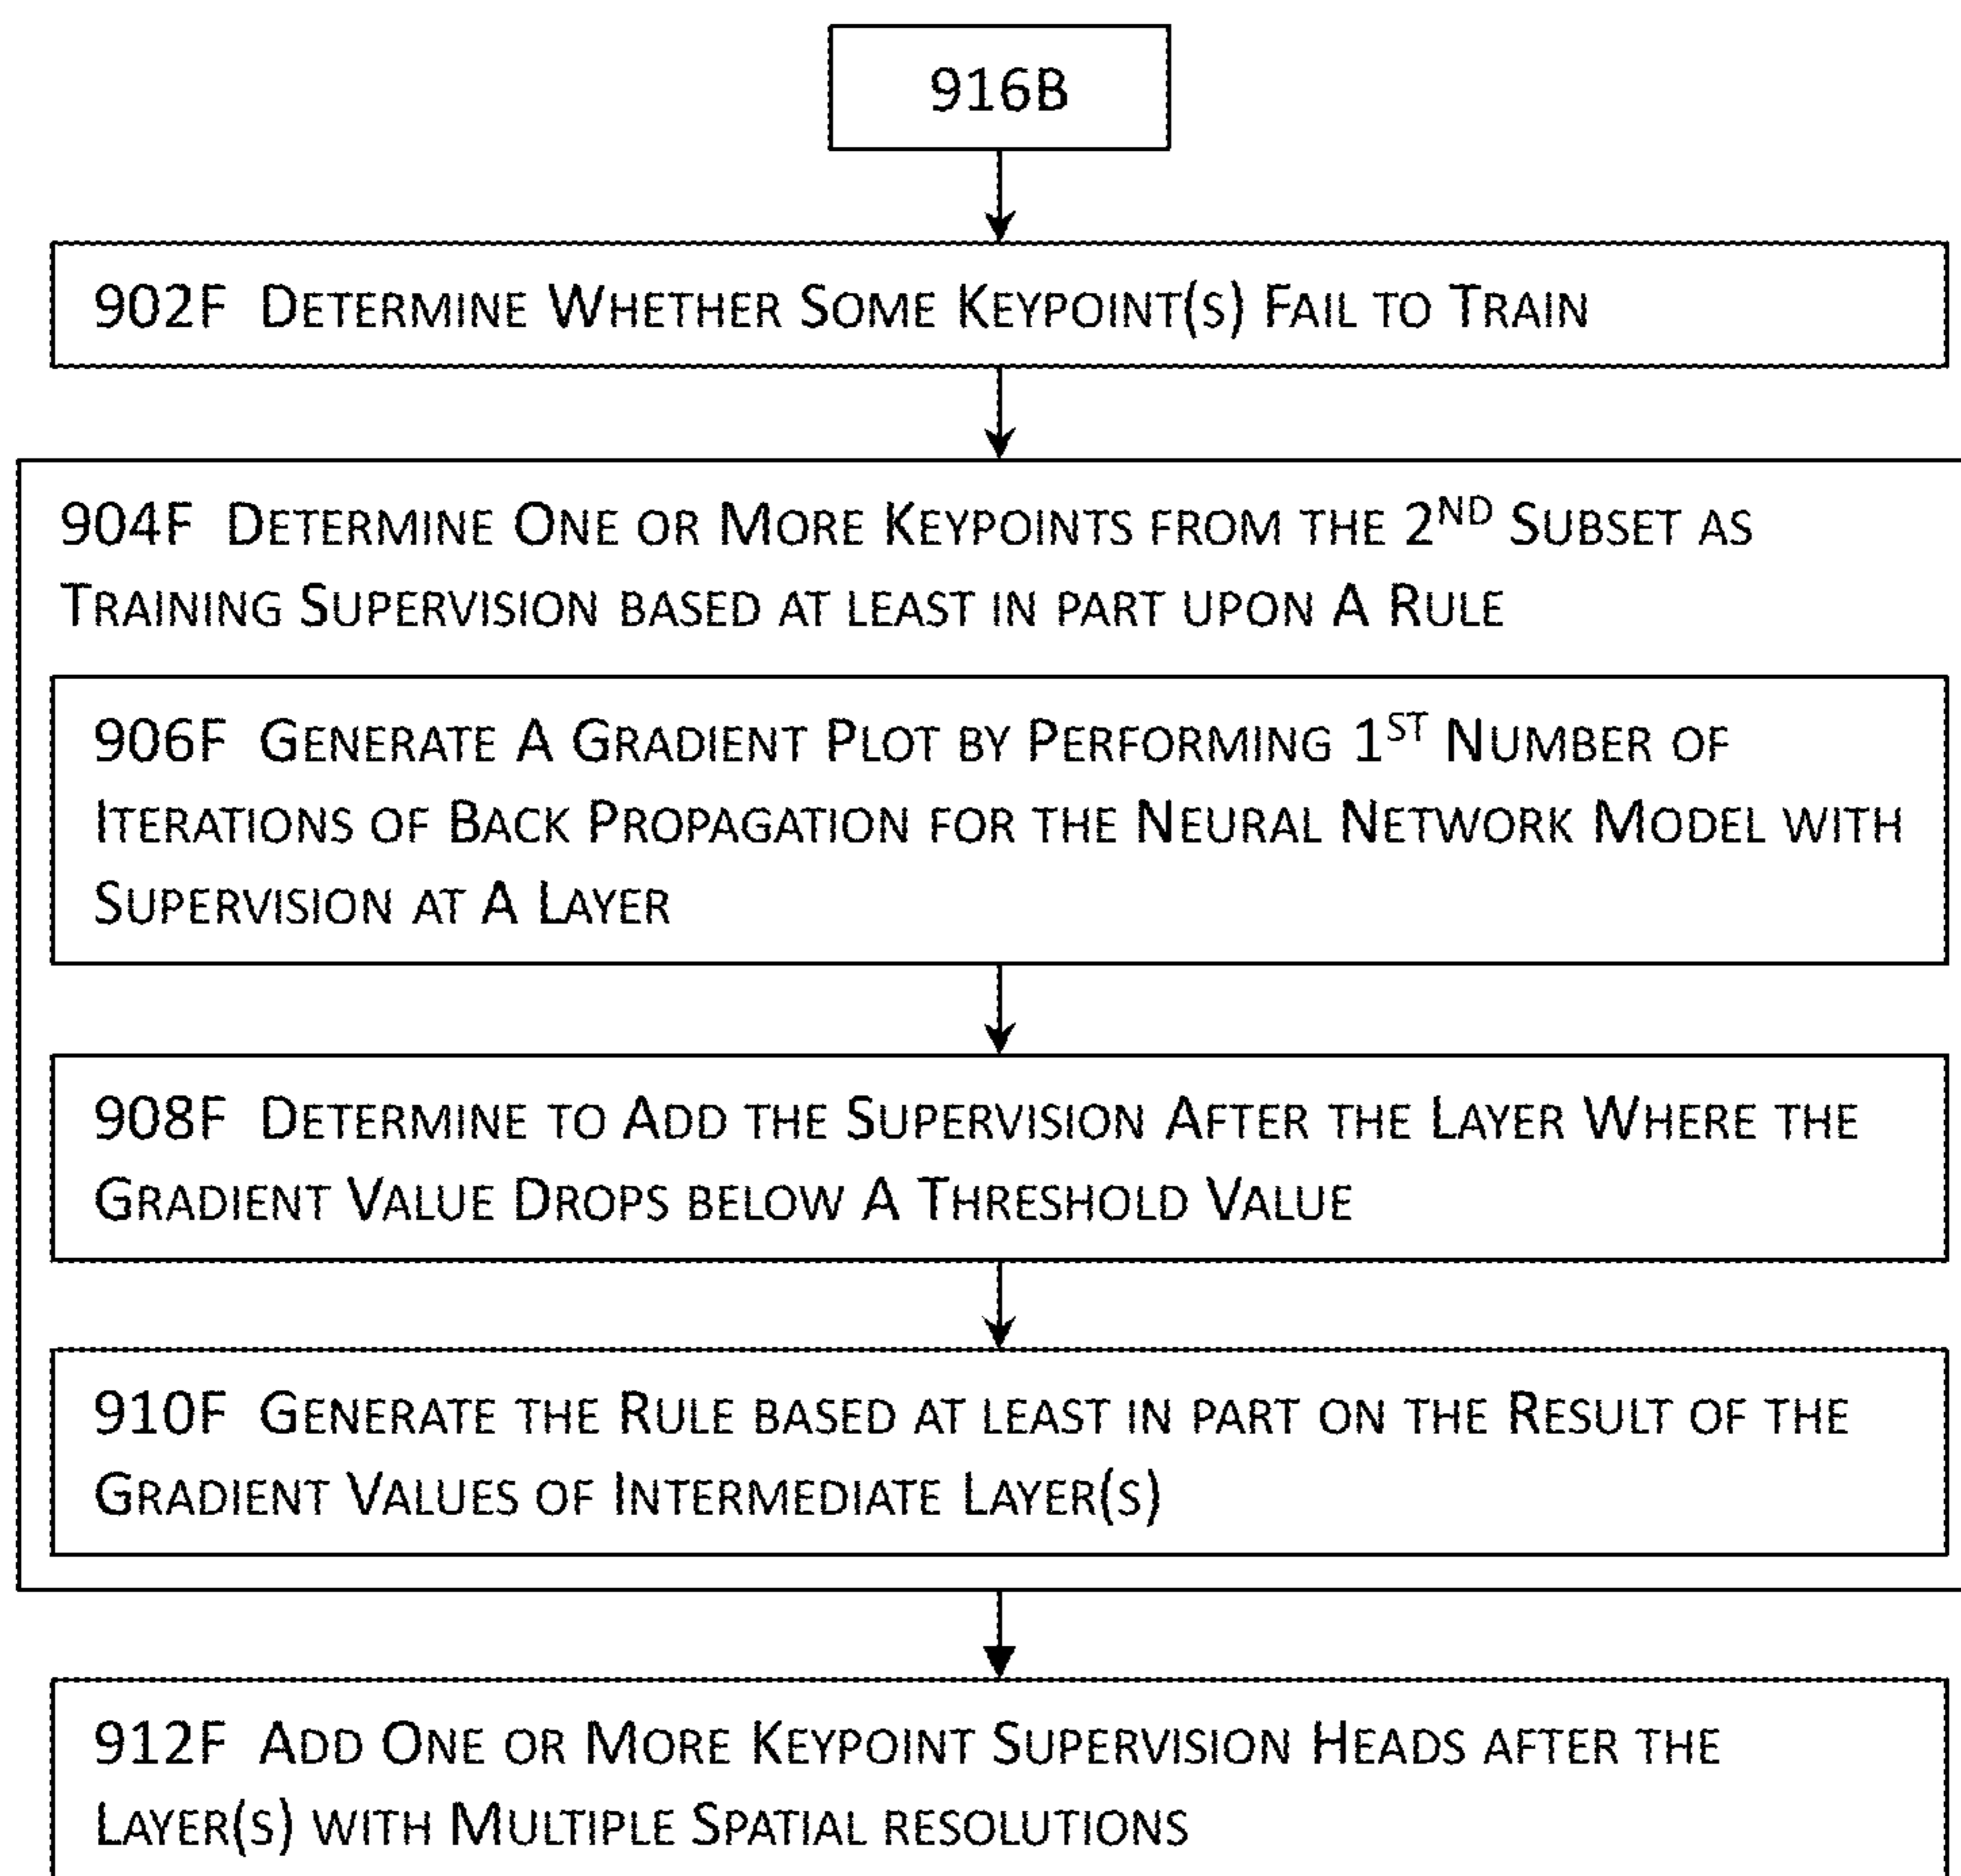 916B
902F DETERMINE WHETHER SOME KEYPOINT(S) FAIL TO TRAIN
904F DETERMINE ONE OR MORE KEYPOINTS FROM THE 2ND SUBSET AS
TRAINING SUPERVISION BASED AT LEAST IN PART UPON A RULE
906F GENERATE A GRADIENT PLOT BY PERFORMING 1ST NUMBER OF
ITERATIONS OF BACK PROPAGATION FOR THE NEURAL NETWORK MODEL WITH
SUPERVISION AT A LAYER
908F DETERMINE TO ADD THE SUPERVISION AFTER THE LAYER WHERE THE
GRADIENT VALUE DROPS BELOW A THRESHOLD VALUE
910F GENERATE THE RULE BASED AT LEAST IN PART ON THE RESULT OF THE
GRADIENT VALUES OF INTERMEDIATE LAYER(S)
912F ADD ONE OR MORE KEYPOINT SUPERVISION HEADS AFTER THE
LAYER(S) WITH MULTIPLE SPATIAL RESOLUTIONS